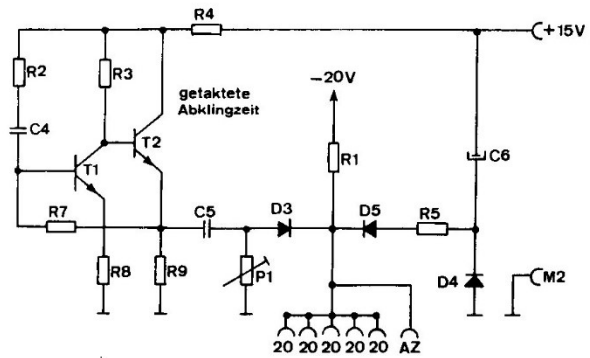 R4
+15V
R2
R3
getaktete
Abklingzeit
-20V
C4
T1
T2
R1
C6
R7
C5
D3
D5
R5
R8
R9
P1
D4
M2
20 20 20 20 20 AZ